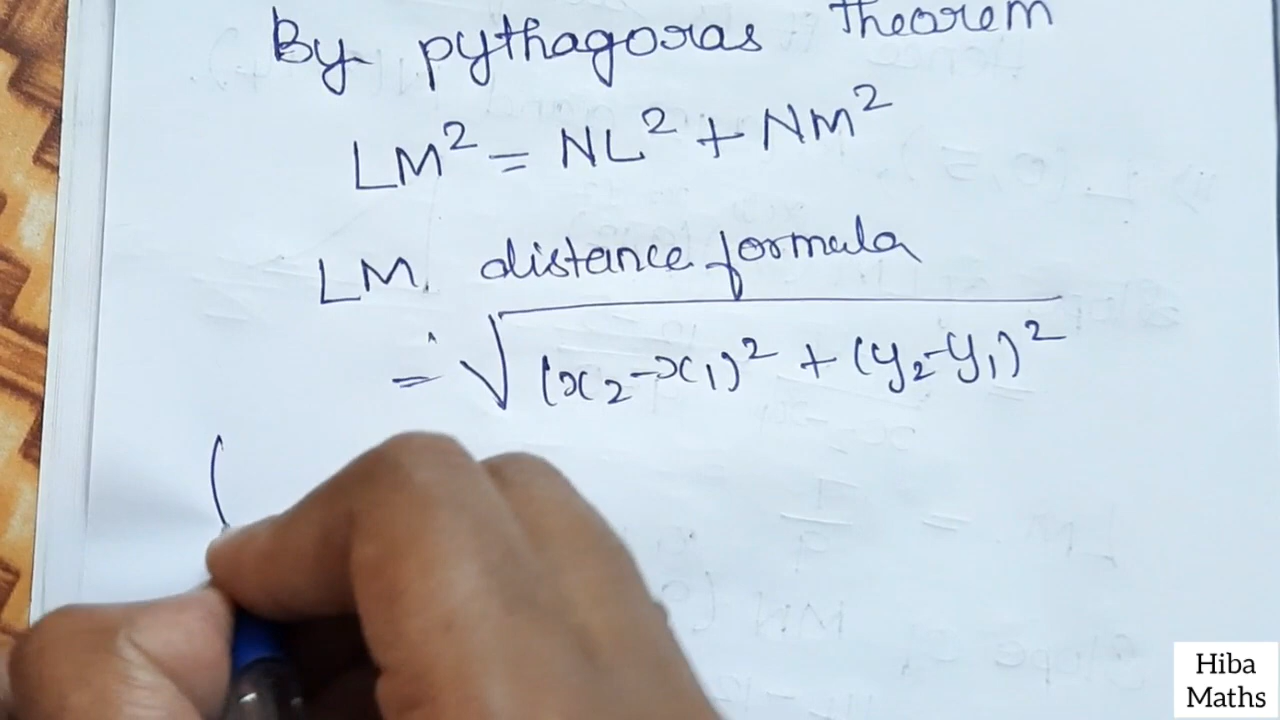 By pythagoras Theorem
LM² = NL² + NM²
LM. distance formula
= √(x₂-x₁)² + (y₂-y₁)²
(
Hiba
Maths